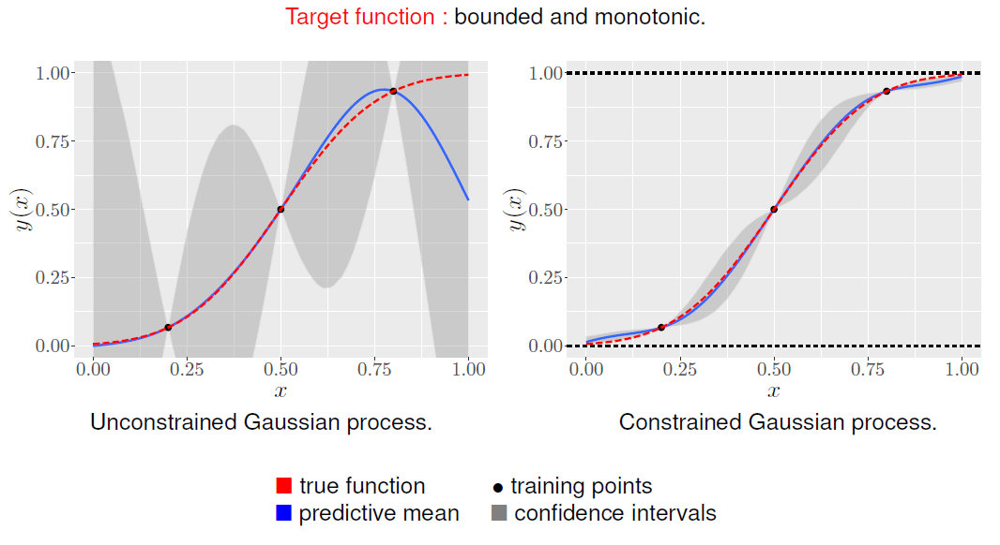 Target function : bounded and monotonic.
1.00
0.75
0.50
0.25
0.00
y(x)
0.00 0.25 0.50 0.75 1.00
x
Unconstrained Gaussian process.
1.00
0.75
0.50
0.25
0.00
y(x)
0.00 0.25 0.50 0.75 1.00
x
Constrained Gaussian process.
true function
training points
predictive mean
confidence intervals